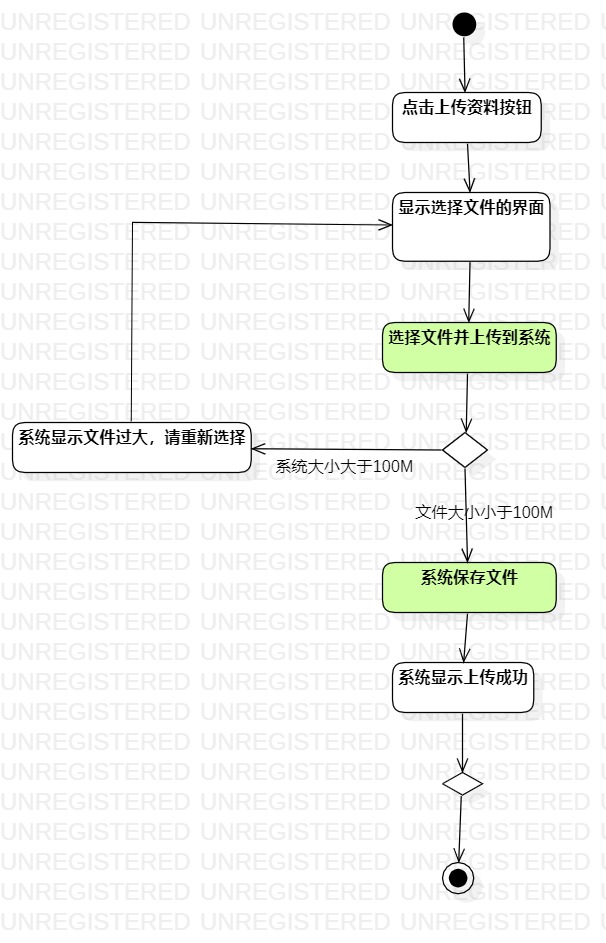 点击上传资料按钮
显示选择文件的界面
选择文件并上传到系统
系统显示文件过大，请重新选择
系统大小大于100M
文件大小小于100M
系统保存文件
系统显示上传成功
UNREGISTERED